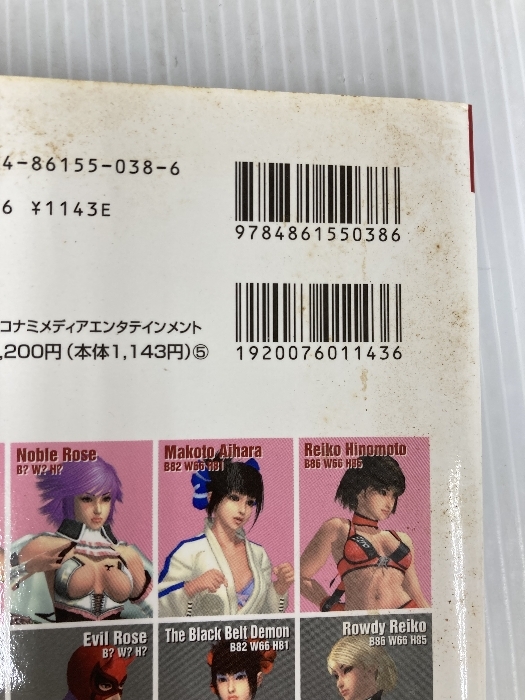 4-86155-038-6
6 ¥1143E
9784861550386
コナミメディアエンタテインメント
,200円(本体1,143円)⑤
1920076011436
Noble Rose
B? W? H?
Makoto Aihara
B82 W66 H81
Reiko Hinomoto
B86 W66 H85
Evil Rose
B? W? H?
The Black Belt Demon
B82 W66 H81
Rowdy Reiko
B86 W66 H85